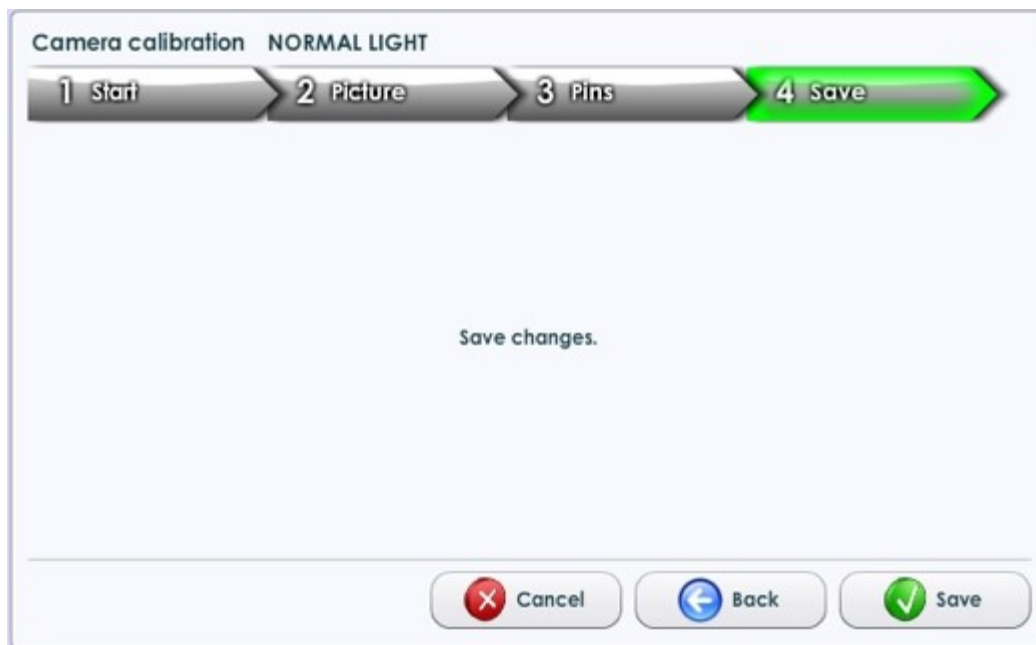 Camera calibration NORMAL LIGHT
1 Start 2 Picture 3 Pins 4 Save
Save changes.
Cancel Back Save